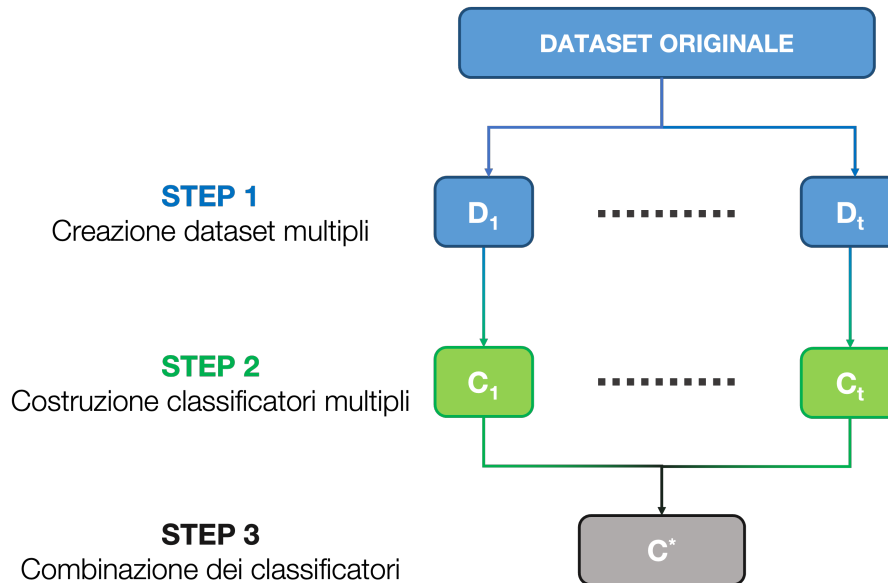 DATASET ORIGINALE
STEP 1
Creazione dataset multipli
D₁
Dₜ
STEP 2
Costruzione classificatori multipli
C₁
Cₜ
STEP 3
Combinazione dei classificatori
C*